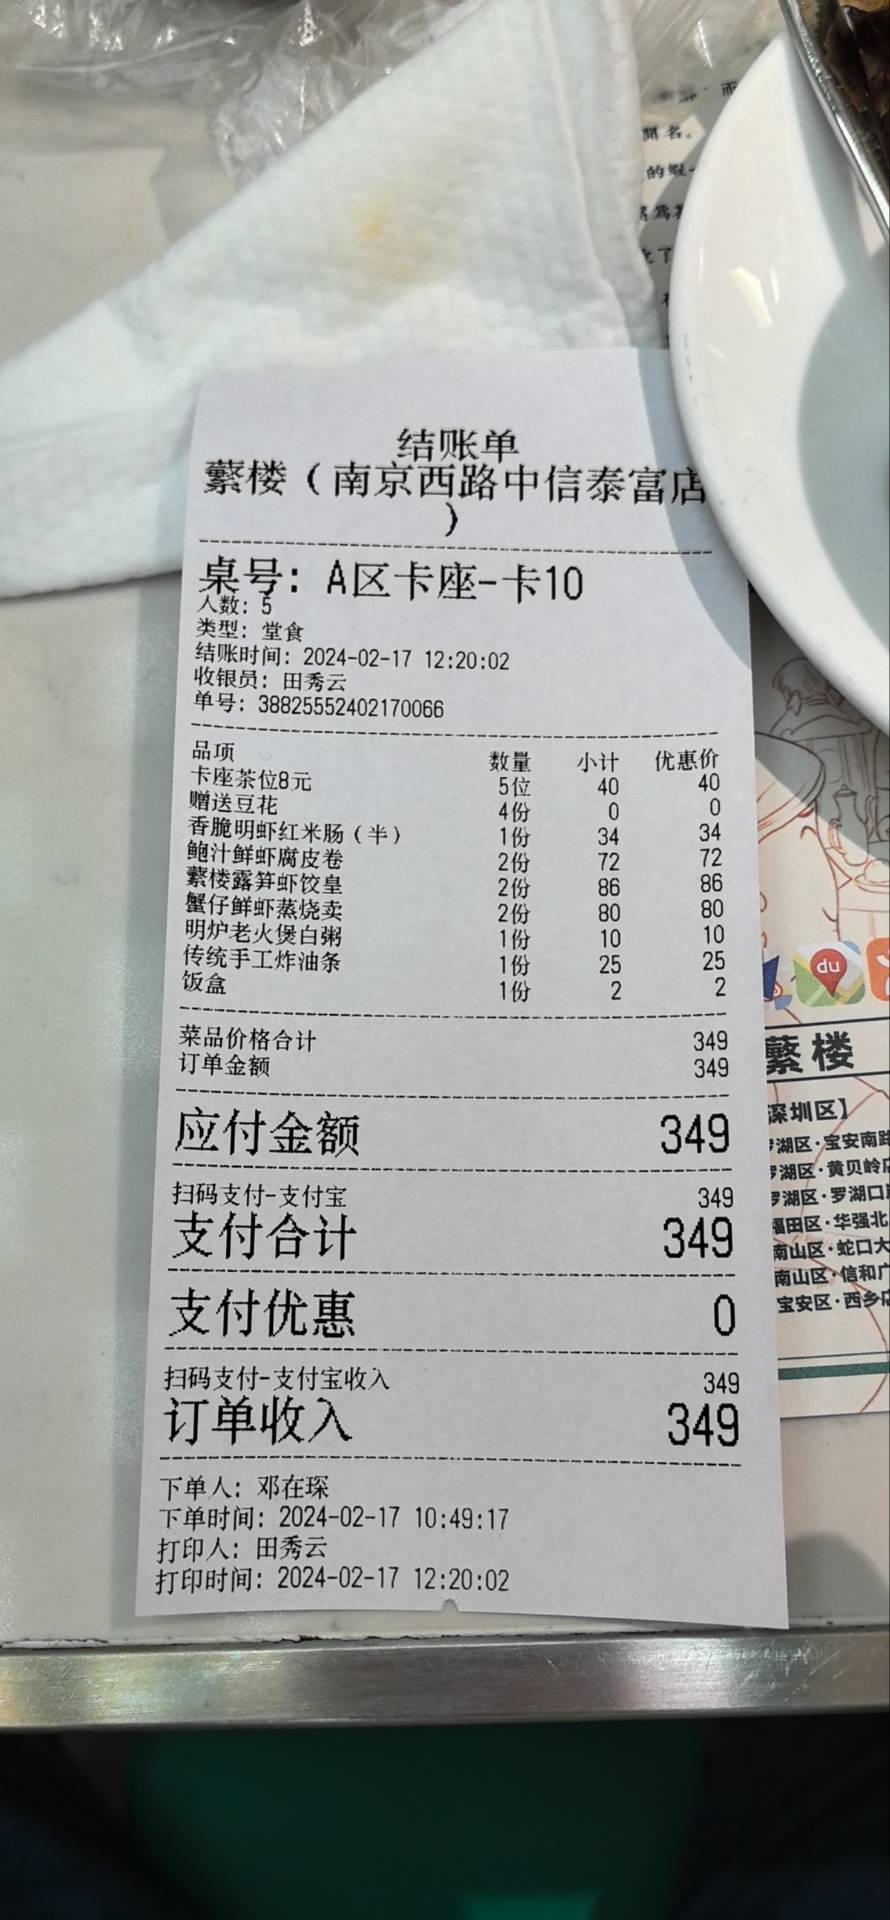 結账单
蘩楼（南京西路中信泰富店
）
桌号: A区卡座-卡10
人数: 5
类型: 堂食
结账时间: 2024-02-17 12:20:02
收银员: 田秀云
单号: 38825552402170066
品项 数量 小计 优惠价
卡座茶位8元 5位 40 40
赠送豆花 4份 0 0
香脆明虾红米肠（半） 1份 34 34
鲍汁鲜虾腐皮卷 2份 72 72
蘩楼露笋虾饺皇 2份 86 86
蟹仔鲜虾蒸烧卖 2份 80 80
明炉老火煲白粥 1份 10 10
传统手工炸油条 1份 25 25
饭盒 1份 2 2
菜品价格合计 349
订单金额 349
应付金额 349
扫码支付-支付宝 349
支付合计 349
支付优惠 0
扫码支付-支付宝收入 349
订单收入 349
下单人: 邓在琛
下单时间: 2024-02-17 10:49:17
打印人: 田秀云
打印时间: 2024-02-17 12:20:02
聞名。
du
蘩楼
深圳区】
湖区·宝安南路
湖区·黄贝岭店
罗湖区·罗湖口
福田区·华强北
南山区·蛇口大
南山区·信和广
宝安区·西乡店